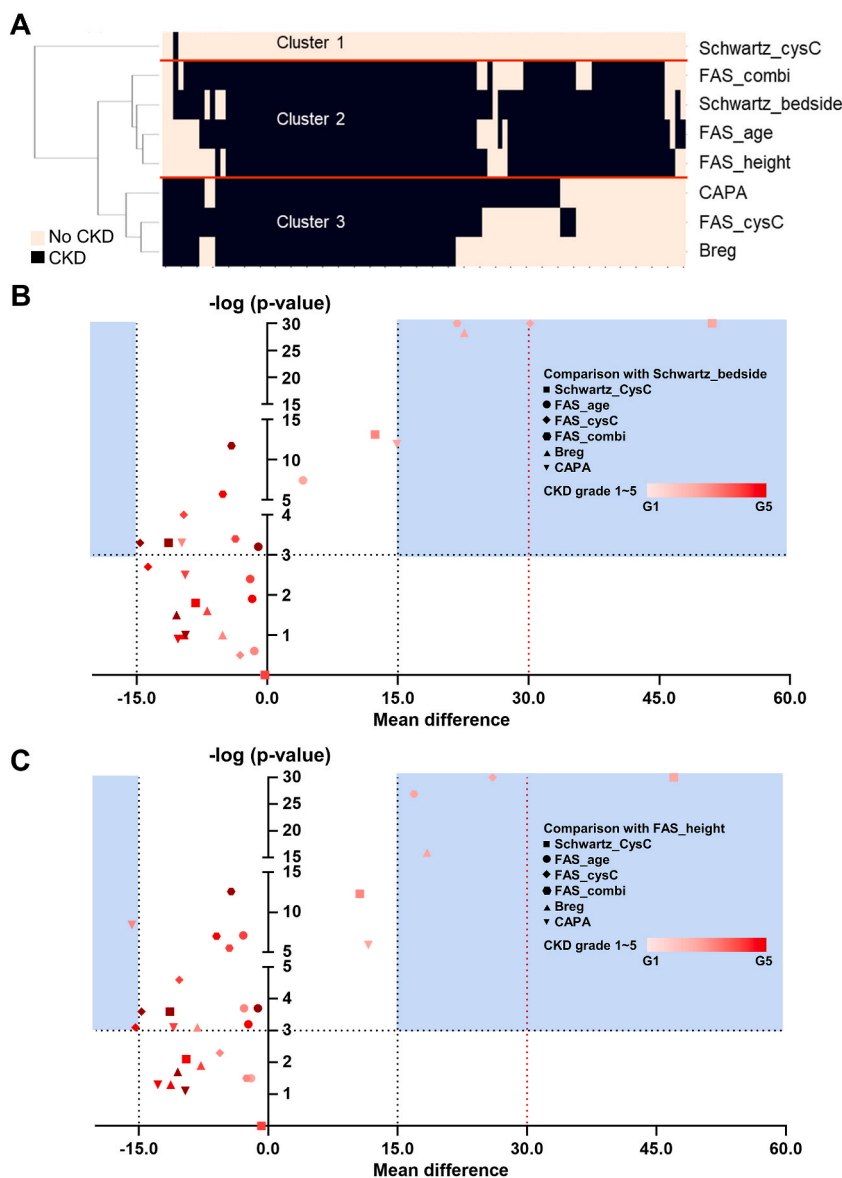 A
Cluster 1
Schwartz_cysC
FAS_combi
Schwartz_bedside
Cluster 2
FAS_age
FAS_height
CAPA
Cluster 3
FAS_cysC
Breg
No CKD
CKD
B
-log (p-value)
30
25
20
15
15
10
5
4
3
2
1
Comparison with Schwartz_bedside
Schwartz_CysC
FAS_age
FAS_cysC
FAS_combi
Breg
CAPA
CKD grade 1~5
G1 G5
-15.0 0.0 15.0 30.0 45.0 60.0
Mean difference
C
-log (p-value)
30
25
20
15
15
10
5
5
4
3
2
1
Comparison with FAS_height
Schwartz_CysC
FAS_age
FAS_cysC
FAS_combi
Breg
CAPA
CKD grade 1~5
G1 G5
-15.0 0.0 15.0 30.0 45.0 60.0
Mean difference